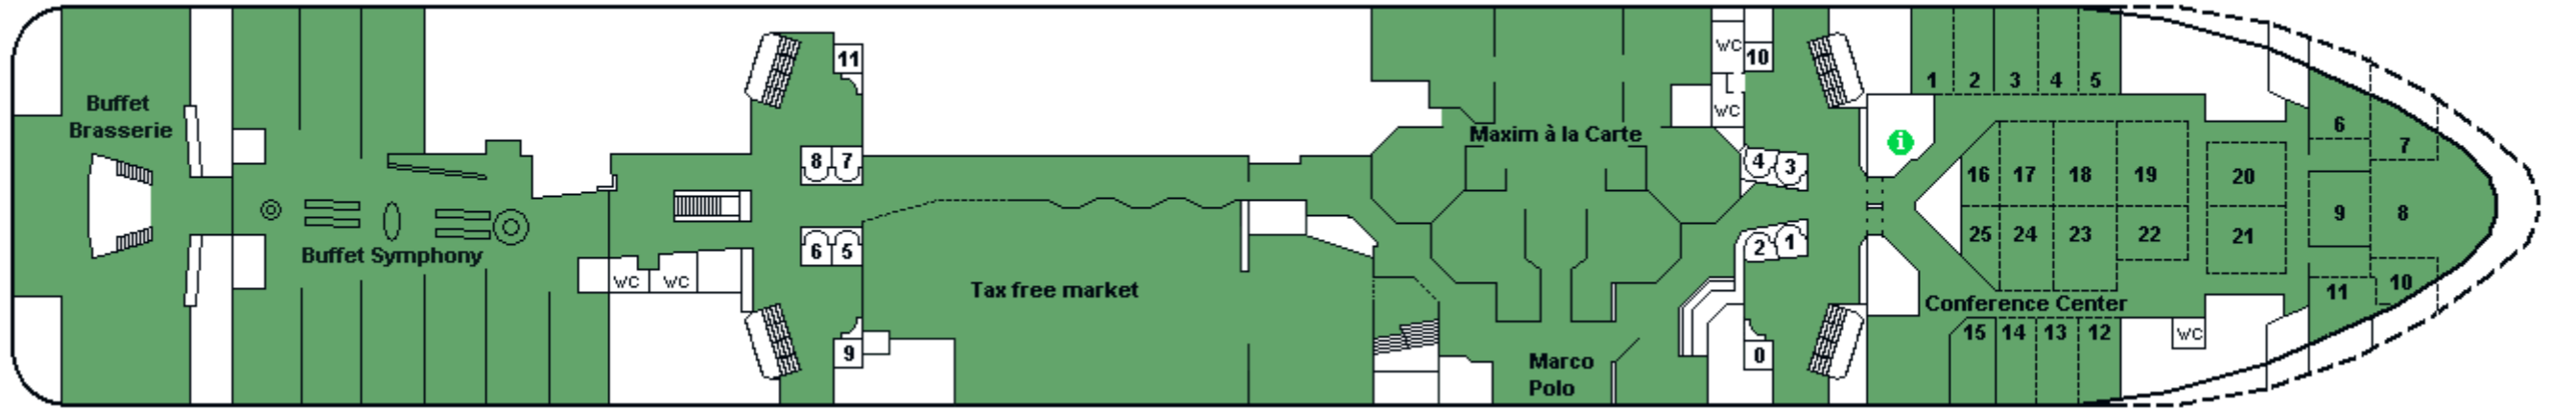 Buffet
Brasserie
Buffet Symphony
WC
WC
11
8
7
6
5
9
Tax free market
Maxim à la Carte
Marco
Polo
WC
WC
10
4
3
2
1
0
i
1
2
3
4
5
16
17
18
19
20
25
24
23
22
21
Conference Center
15
14
13
12
WC
6
7
9
8
10
11